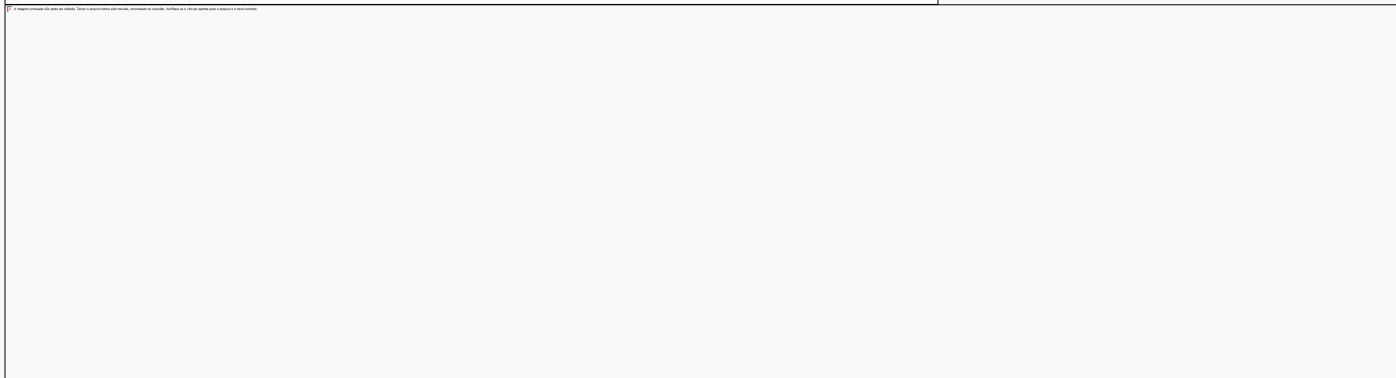 A imagem vinculada não pode ser exibida. Talvez o arquivo tenha sido movido, renomeado ou excluído. Verifique se o vínculo aponta para o arquivo e o local corretos.